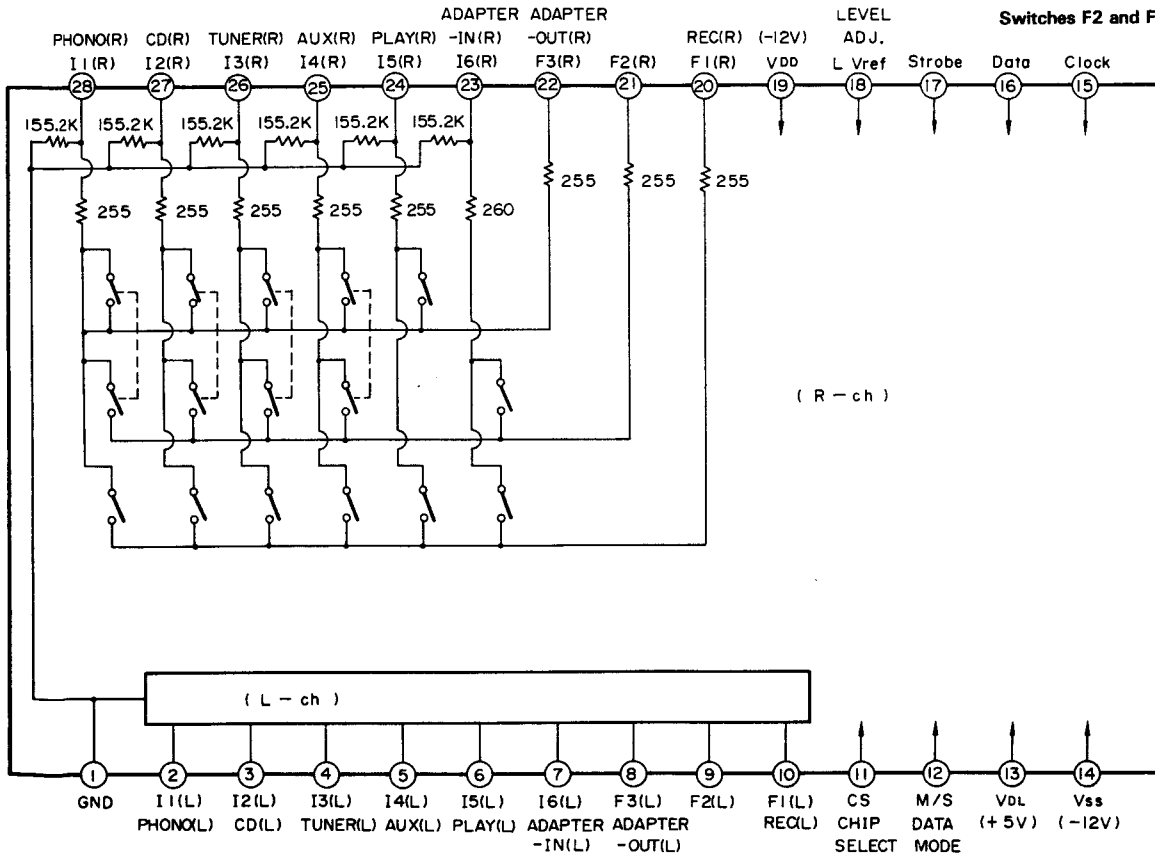 ADAPTER ADAPTER LEVEL Switches F2 and F
PHONO(R) CD(R) TUNER(R) AUX(R) PLAY(R) -IN(R) -OUT(R) REC(R) (-12V) ADJ.
I1(R) I2(R) I3(R) I4(R) I5(R) I6(R) F3(R) F2(R) F1(R) VDD L Vref Strobe Data Clock
28 27 26 25 24 23 22 21 20 19 18 17 16 15
155.2K 155.2K 155.2K 155.2K 155.2K 155.2K
255 255 255
255 255 255 255 255 260
( R - ch )
( L - ch )
1 2 3 4 5 6 7 8 9 10 11 12 13 14
GND I1(L) I2(L) I3(L) I4(L) I5(L) I6(L) F3(L) F2(L) F1(L) CS M/S VDL Vss
PHONO(L) CD(L) TUNER(L) AUX(L) PLAY(L) ADAPTER ADAPTER REC(L) CHIP DATA (+5V) (-12V)
-IN(L) -OUT(L) SELECT MODE